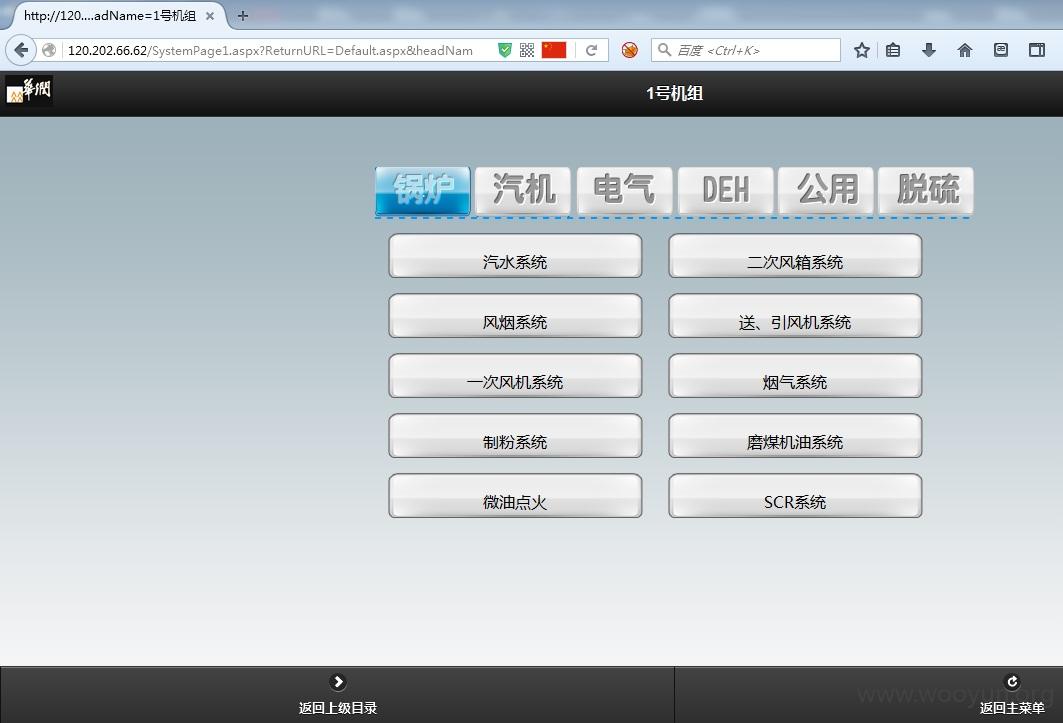 http://120....adName=1号机组
120.202.66.62/SystemPage1.aspx?ReturnURL=Default.aspx&headNam
百度 <Ctrl+K>
华润
1号机组
锅炉 汽机 电气 DEH 公用 脱硫
汽水系统 二次风箱系统
风烟系统 送、引风机系统
一次风机系统 烟气系统
制粉系统 磨煤机油系统
微油点火 SCR系统
www.wooyun.org
返回上级目录 返回主菜单